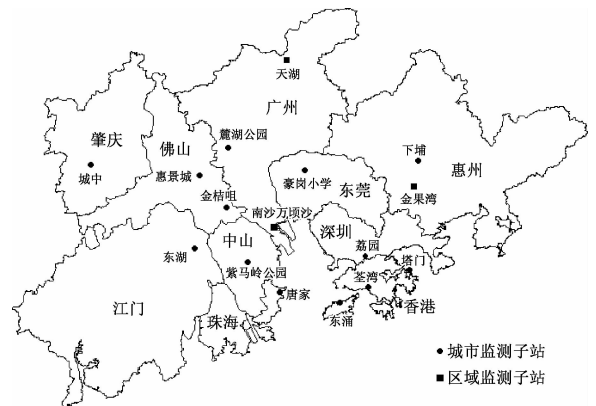 天湖
广州
肇庆
佛山
麓湖公园
下埔
惠州
城中
惠景城
豪岗小学
东莞
金果湾
金桔咀
南沙万顷沙
深圳
中山
东湖
荔园
塔门
紫马岭公园
荃湾
唐家
香港
江门
珠海
东涌
城市监测子站
区域监测子站